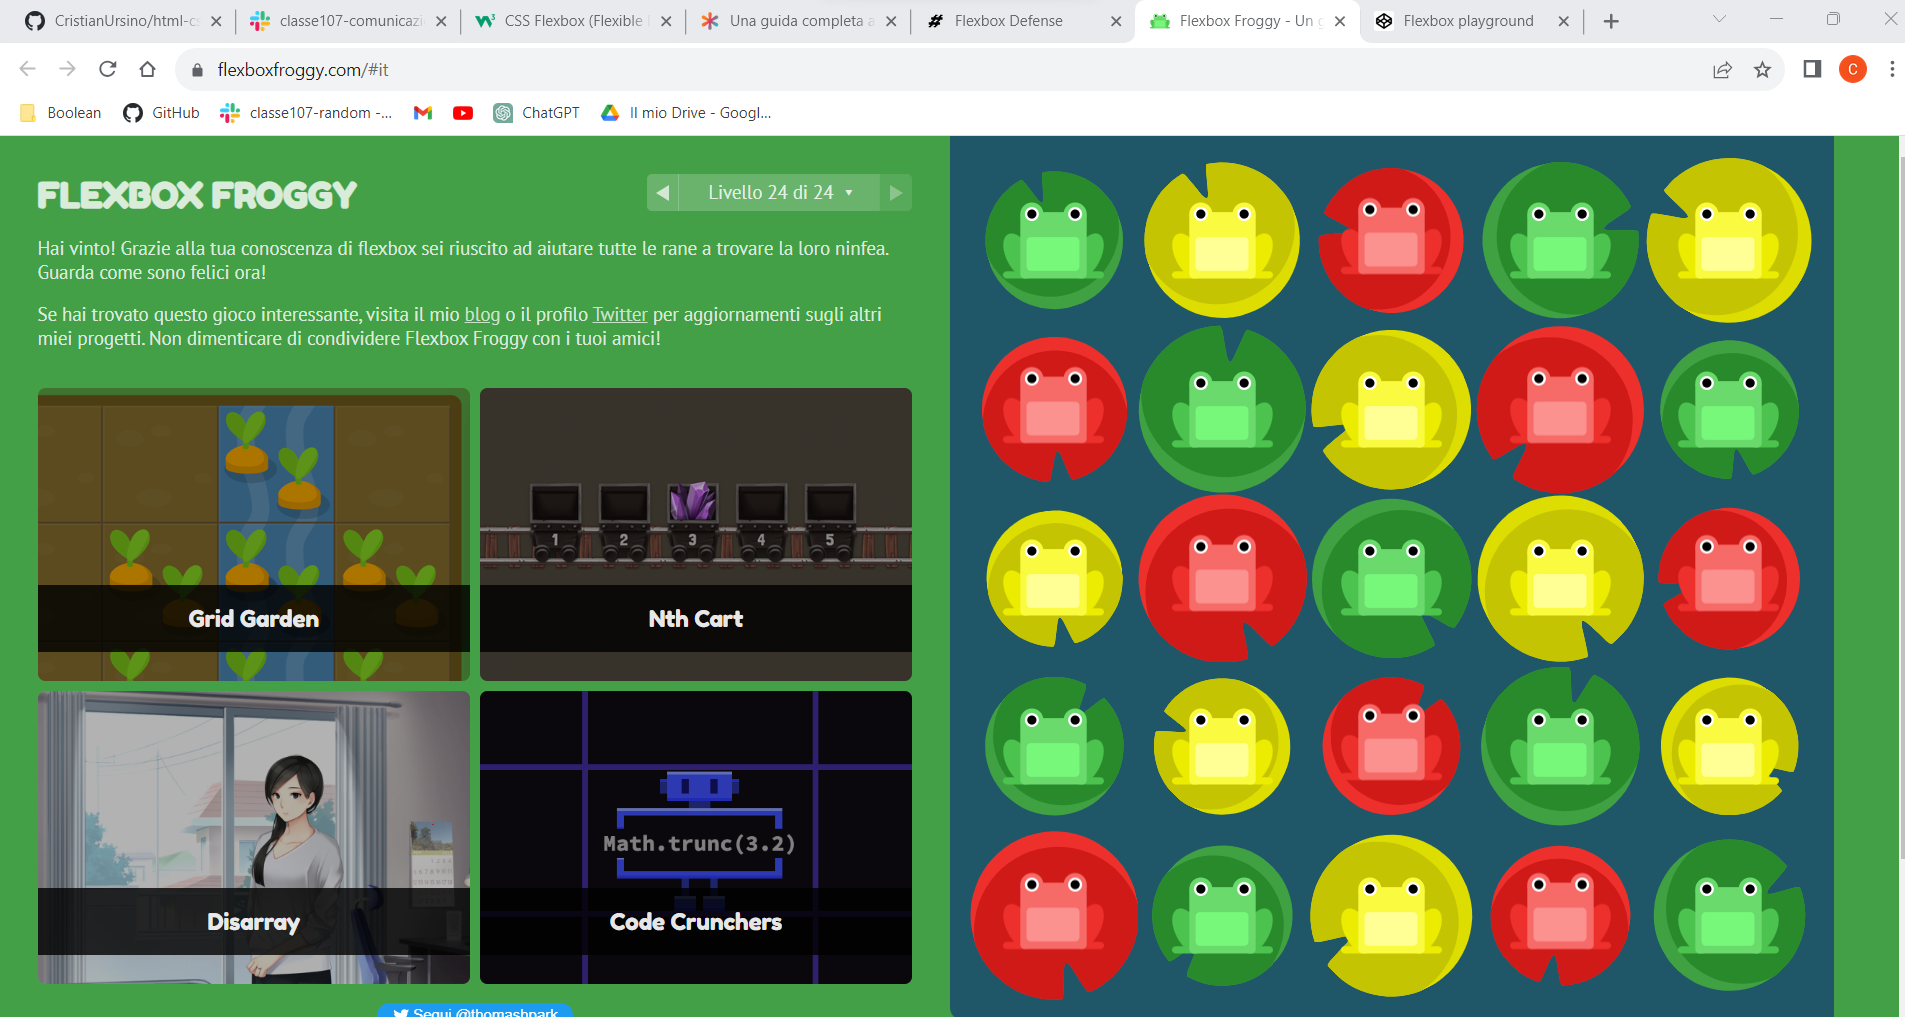 CristianUrsino/html-cs
classe107-comunicazi
CSS Flexbox (Flexible
Una guida completa a
Flexbox Defense
Flexbox Froggy - Un g
Flexbox playground
flexboxfroggy.com/#it
C
Boolean
GitHub
classe107-random -...
ChatGPT
Il mio Drive - Googl...
FLEXBOX FROGGY
Livello 24 di 24
Hai vinto! Grazie alla tua conoscenza di flexbox sei riuscito ad aiutare tutte le rane a trovare la loro ninfea.
Guarda come sono felici ora!
Se hai trovato questo gioco interessante, visita il mio blog o il profilo Twitter per aggiornamenti sugli altri
miei progetti. Non dimenticare di condividere Flexbox Froggy con i tuoi amici!
1 2 3 4 5
Grid Garden
Nth Cart
Math.trunc(3.2)
Disarray
Code Crunchers
Segui @thomashpark